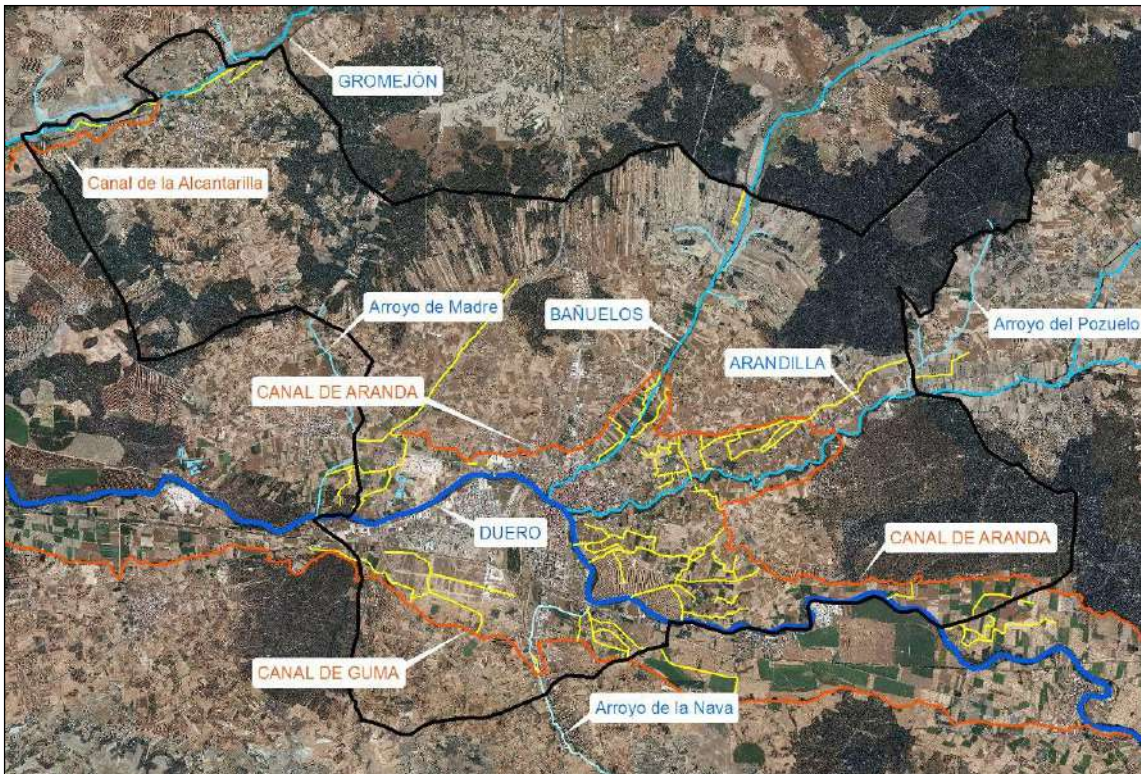 GROMEJÓN
Canal de la Alcantarilla
Arroyo de Madre
BAÑUELOS
Arroyo del Pozuelo
ARANDILLA
CANAL DE ARANDA
DUERO
CANAL DE ARANDA
CANAL DE GUMA
Arroyo de la Nava